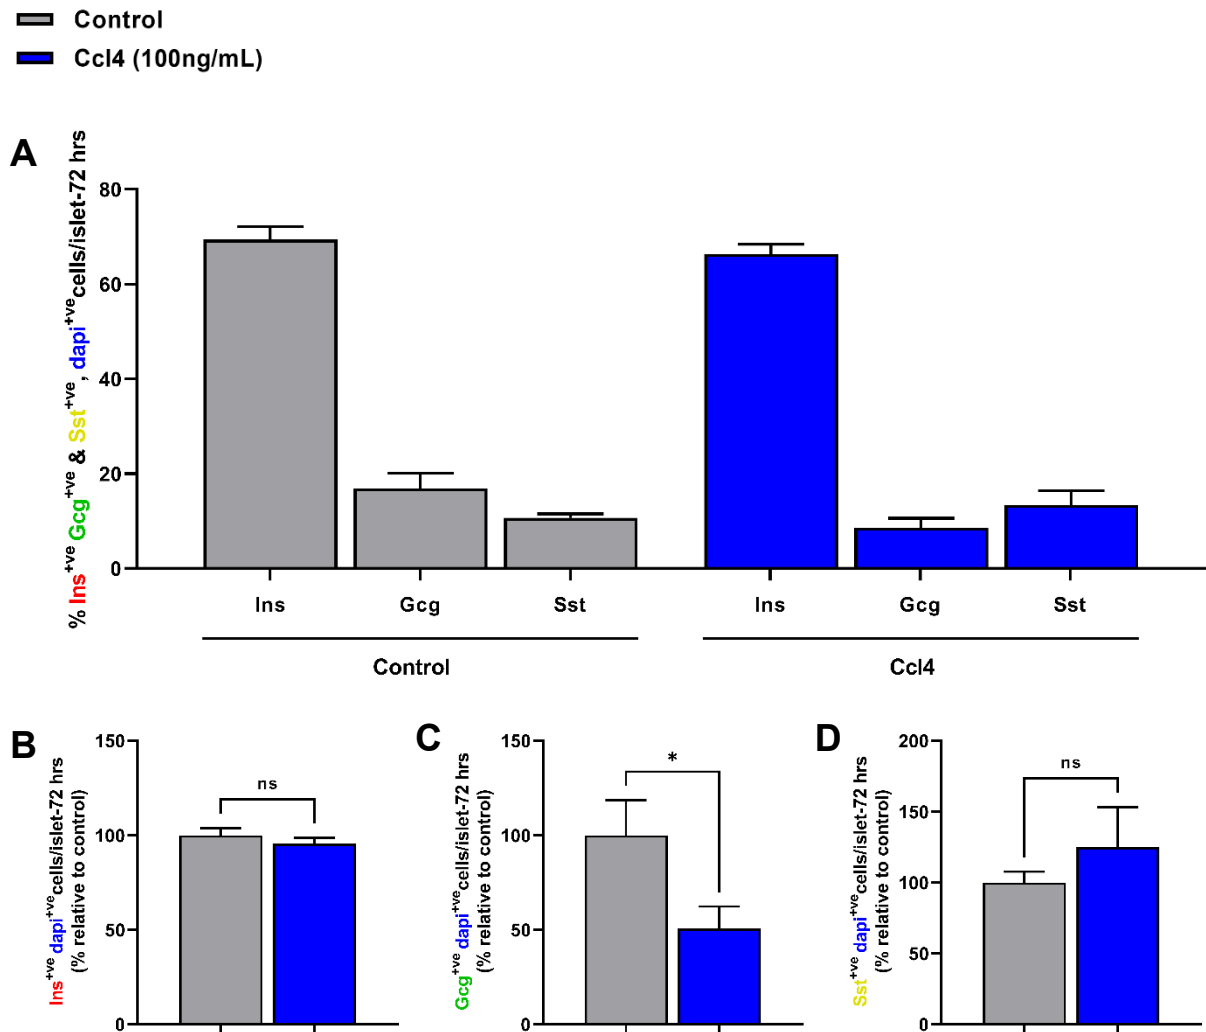 Control
Ccl4 (100ng/mL)
A
% Ins+ve Gcg+ve & Sst+ve, dapi+ve cells/islet-72 hrs
80
60
40
20
0
Ins
Gcg
Sst
Ins
Gcg
Sst
Control
Ccl4
B
Ins+ve dapi+ve cells/islet-72 hrs
(% relative to control)
150
100
50
0
ns
C
Gcg+ve dapi+ve cells/islet-72 hrs
(% relative to control)
150
100
50
0
*
D
Sst+ve dapi+ve cells/islet-72 hrs
(% relative to control)
200
150
100
50
0
ns